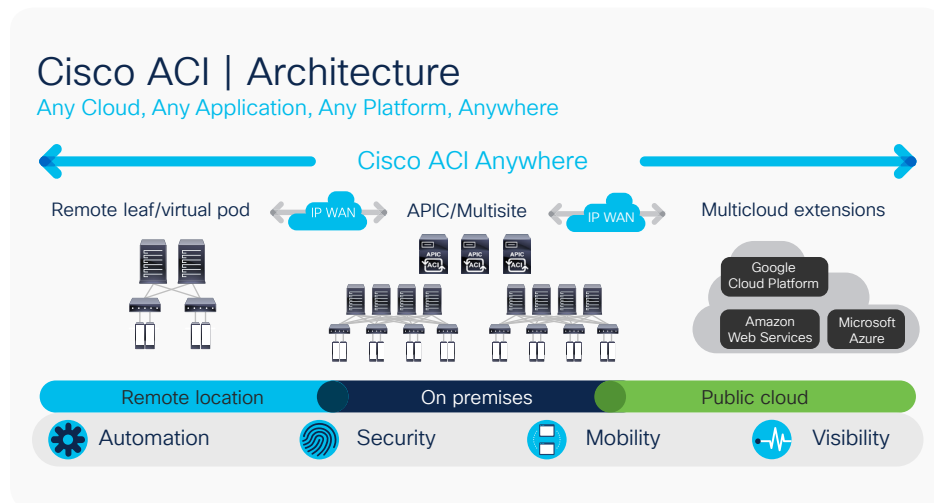 Cisco ACI | Architecture
Any Cloud, Any Application, Any Platform, Anywhere
Cisco ACI Anywhere
Remote leaf/virtual pod
IP WAN
APIC/Multisite
IP WAN
Multicloud extensions
APIC
ACI
APIC
ACI
APIC
ACI
Google
Cloud Platform
Amazon
Web Services
Microsoft
Azure
Remote location
On premises
Public cloud
Automation
Security
Mobility
Visibility